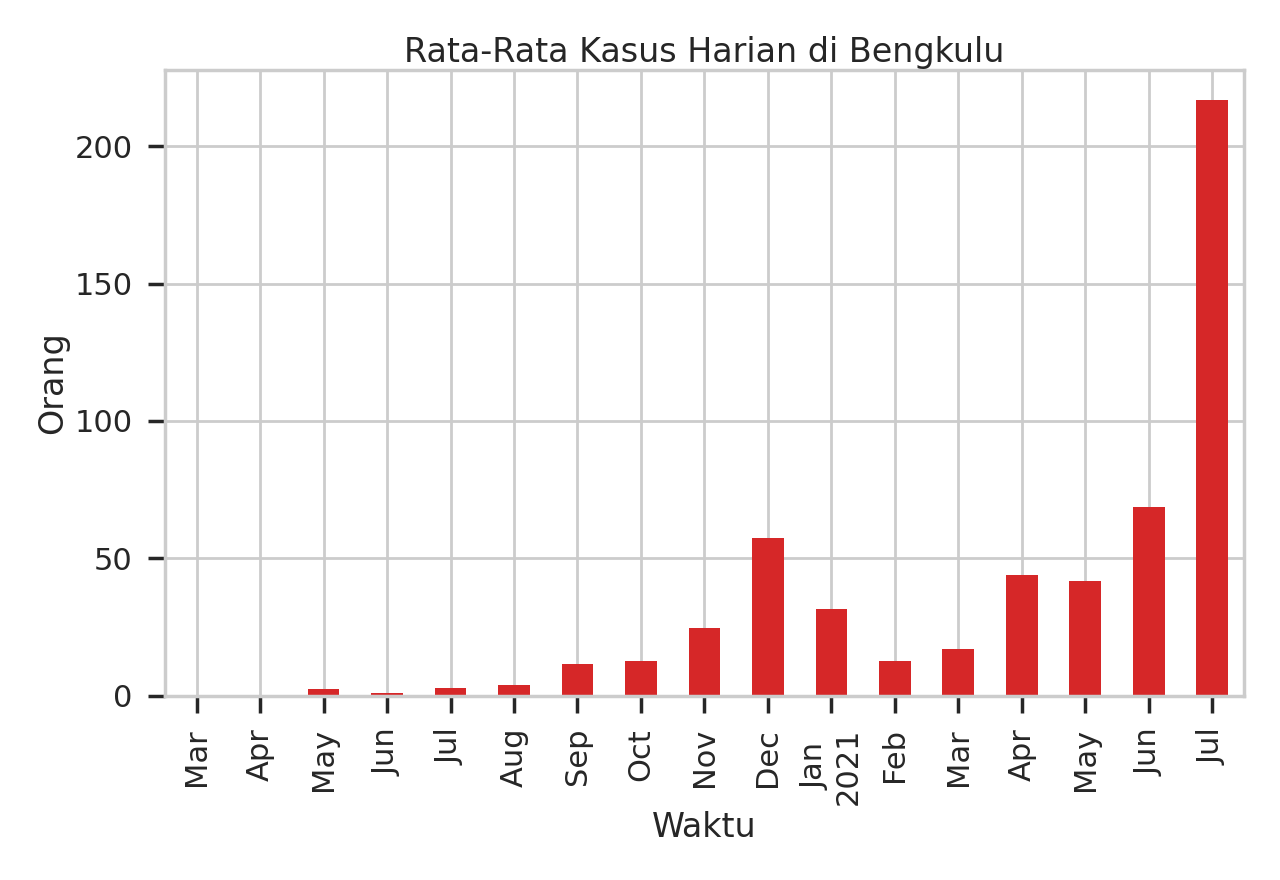 Rata-Rata Kasus Harian di Bengkulu
200
150
100
50
0
Orang
Mar
Apr
May
Jun
Jul
Aug
Sep
Oct
Nov
Dec
Jan
2021
Feb
Mar
Apr
May
Jun
Jul
Waktu